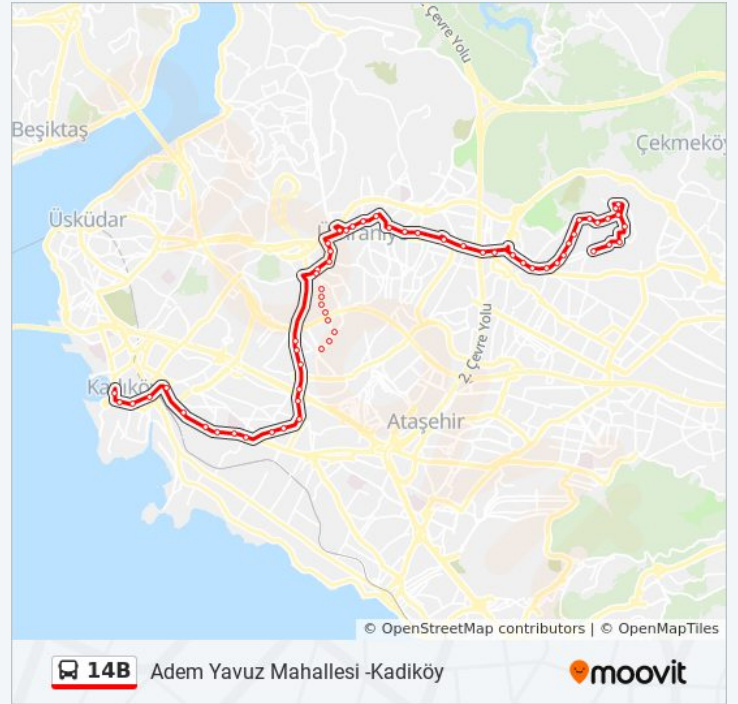 . Çevre Yolu
Beşiktaş
Çekmeköy
Üsküdar
Ümraniy
2. Çevre Yolu
Kadıköy
Ataşehir
© OpenStreetMap contributors | © OpenMapTiles
14B Adem Yavuz Mahallesi -Kadiköy moovit